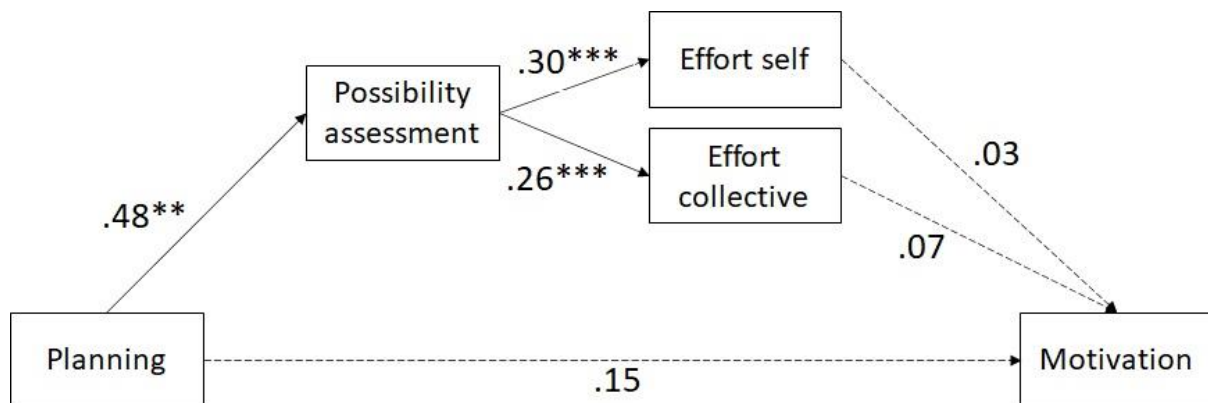 .30***
Effort self
Possibility
assessment
.26***
Effort
collective
.03
.48**
.07
Planning
.15
Motivation